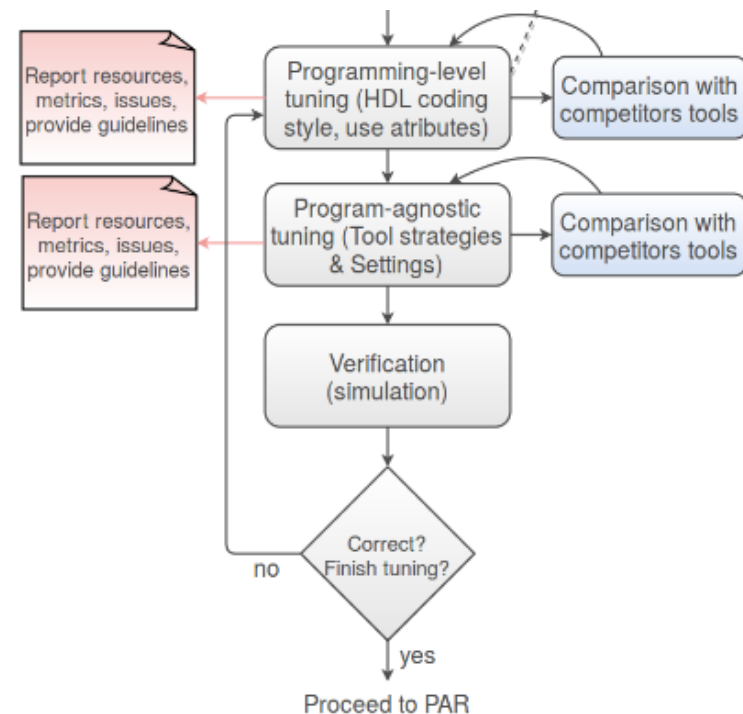 Report resources,
metrics, issues,
provide guidelines
Programming-level
tuning (HDL coding
style, use atributes)
Comparison with
competitors tools
Report resources,
metrics, issues,
provide guidelines
Program-agnostic
tuning (Tool strategies
& Settings)
Comparison with
competitors tools
Verification
(simulation)
Correct?
Finish tuning?
no
yes
Proceed to PAR